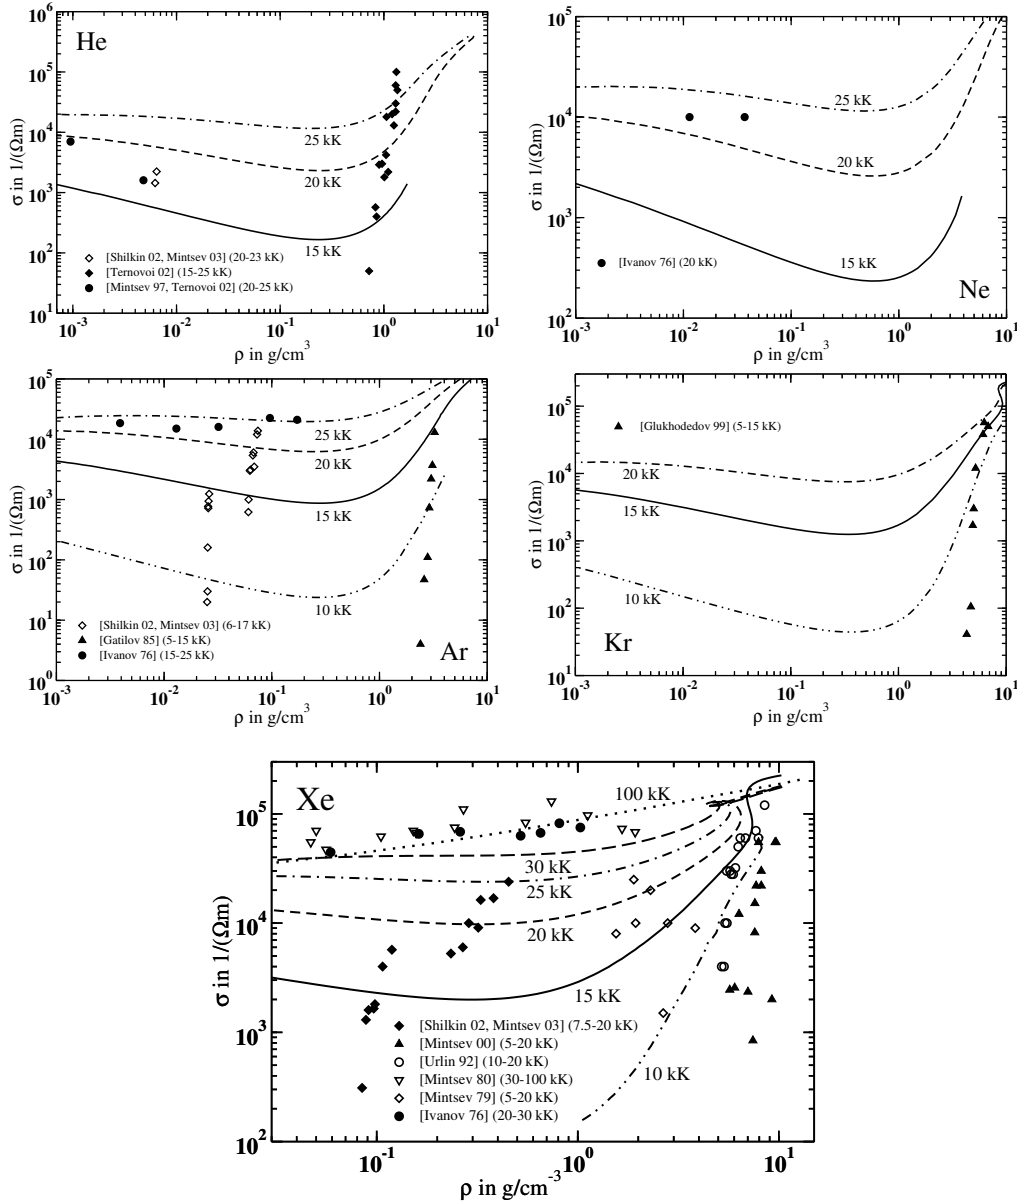 He
10^6
10^5
10^4
10^3
10^2
10^1
σ in 1/(Ωm)
25 kK
20 kK
15 kK
[Shilkin 02, Mintsev 03] (20-23 kK)
[Ternovoi 02] (15-25 kK)
[Mintsev 97, Ternovoi 02] (20-25 kK)
10^-3 10^-2 10^-1 10^0 10^1
ρ in g/cm^3
10^5
10^4
10^3
10^2
σ in 1/(Ωm)
25 kK
20 kK
15 kK
[Ivanov 76] (20 kK)
Ne
10^-3 10^-2 10^-1 10^0 10^1
ρ in g/cm^3
10^5
10^4
10^3
10^2
10^1
10^0
σ in 1/(Ωm)
25 kK
20 kK
15 kK
10 kK
[Shilkin 02, Mintsev 03] (6-17 kK)
[Gatilov 85] (5-15 kK)
[Ivanov 76] (15-25 kK)
Ar
10^-3 10^-2 10^-1 10^0 10^1
ρ in g/cm^3
10^5
10^4
10^3
10^2
10^1
σ in 1/(Ωm)
[Glukhodedov 99] (5-15 kK)
20 kK
15 kK
10 kK
Kr
10^-3 10^-2 10^-1 10^0 10^1
ρ in g/cm^3
Xe
10^5
10^4
10^3
10^2
σ in 1/(Ωm)
100 kK
30 kK
25 kK
20 kK
15 kK
10 kK
[Shilkin 02, Mintsev 03] (7.5-20 kK)
[Mintsev 00] (5-20 kK)
[Urlin 92] (10-20 kK)
[Mintsev 80] (30-100 kK)
[Mintsev 79] (5-20 kK)
[Ivanov 76] (20-30 kK)
10^-1 10^0 10^1
ρ in g/cm^-3